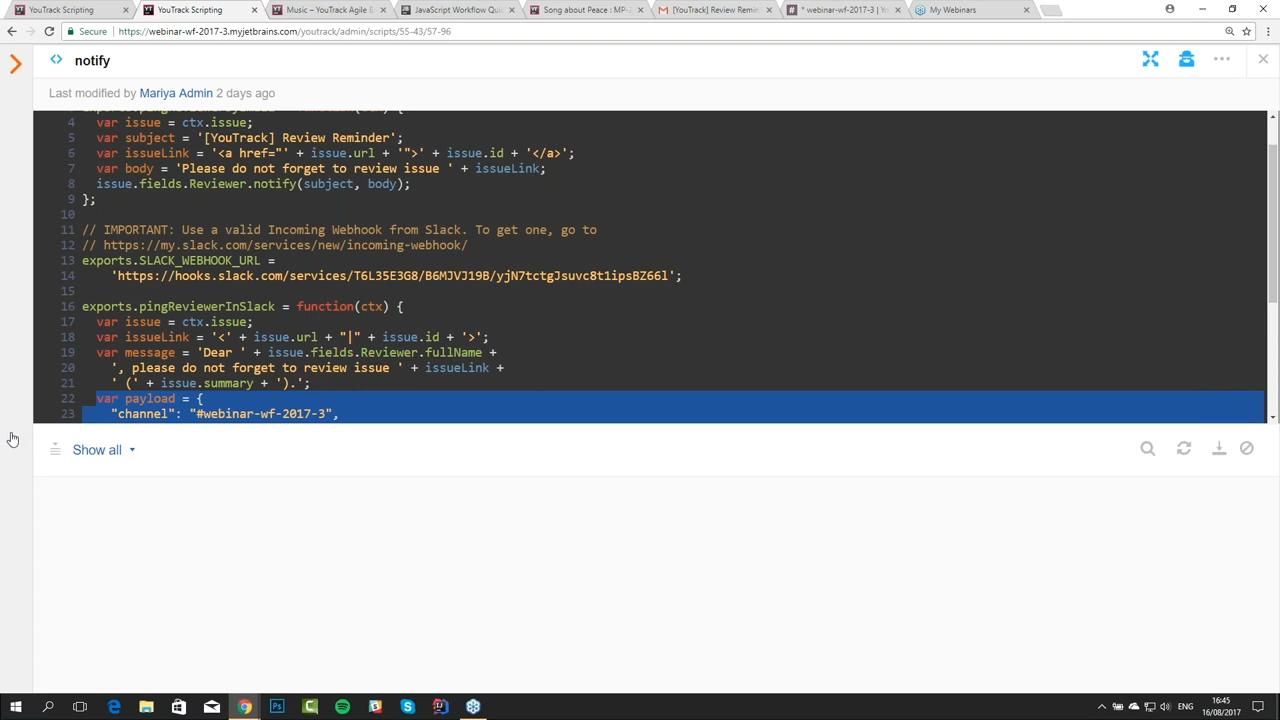 YouTrack Scripting
YouTrack Scripting
Music – YouTrack Agile B
JavaScript Workflow Qui
Song about Peace : MP-
[YouTrack] Review Remin
* webinar-wf-2017-3 | Yo
My Webinars
Secure
https://webinar-wf-2017-3.myjetbrains.com/youtrack/admin/scripts/55-43/57-96
notify
Last modified by Mariya Admin 2 days ago
4 var issue = ctx.issue;
5 var subject = '[YouTrack] Review Reminder';
6 var issueLink = '<a href="' + issue.url + '">' + issue.id + '</a>';
7 var body = 'Please do not forget to review issue ' + issueLink;
8 issue.fields.Reviewer.notify(subject, body);
9 };
10
11 // IMPORTANT: Use a valid Incoming Webhook from Slack. To get one, go to
12 // https://my.slack.com/services/new/incoming-webhook/
13 exports.SLACK_WEBHOOK_URL =
14 'https://hooks.slack.com/services/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';
15
16 exports.pingReviewerInSlack = function(ctx) {
17 var issue = ctx.issue;
18 var issueLink = '<' + issue.url + "|" + issue.id + '>';
19 var message = 'Dear ' + issue.fields.Reviewer.fullName +
20 ', please do not forget to review issue ' + issueLink +
21 ' (' + issue.summary + ').';
22 var payload = {
23 "channel": "#webinar-wf-2017-3",
Show all
ENG
16:45
16/08/2017